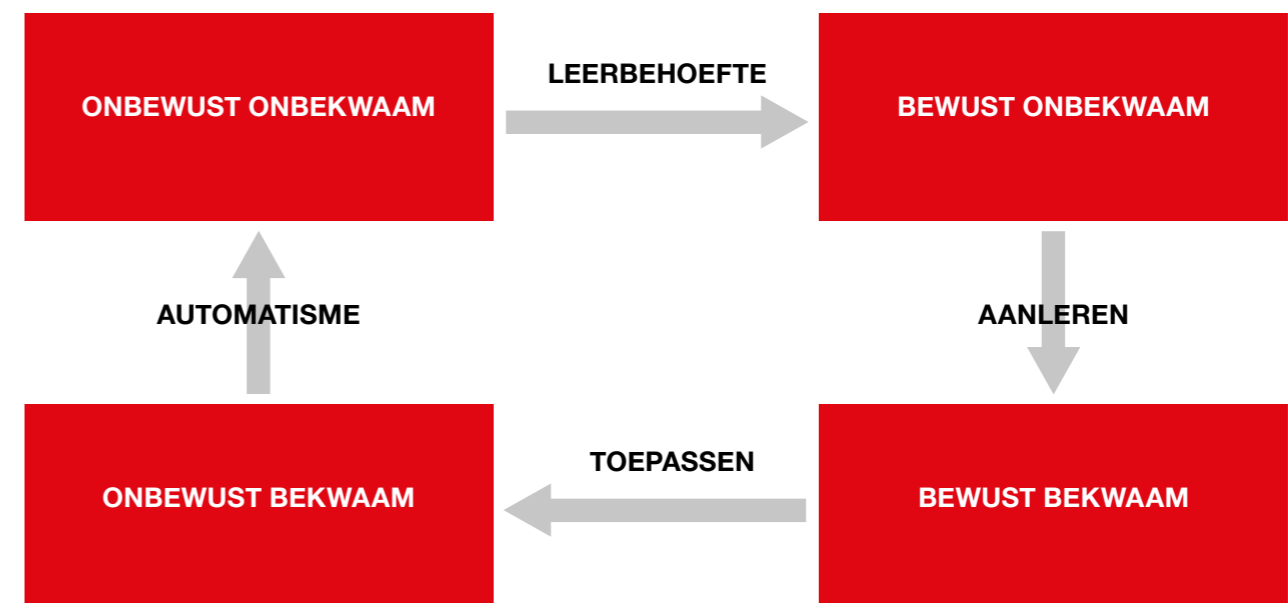 ONBEWUST ONBEKWAAM
LEERBEHOEFTE
BEWUST ONBEKWAAM
AUTOMATISME
AANLEREN
ONBEWUST BEKWAAM
TOEPASSEN
BEWUST BEKWAAM